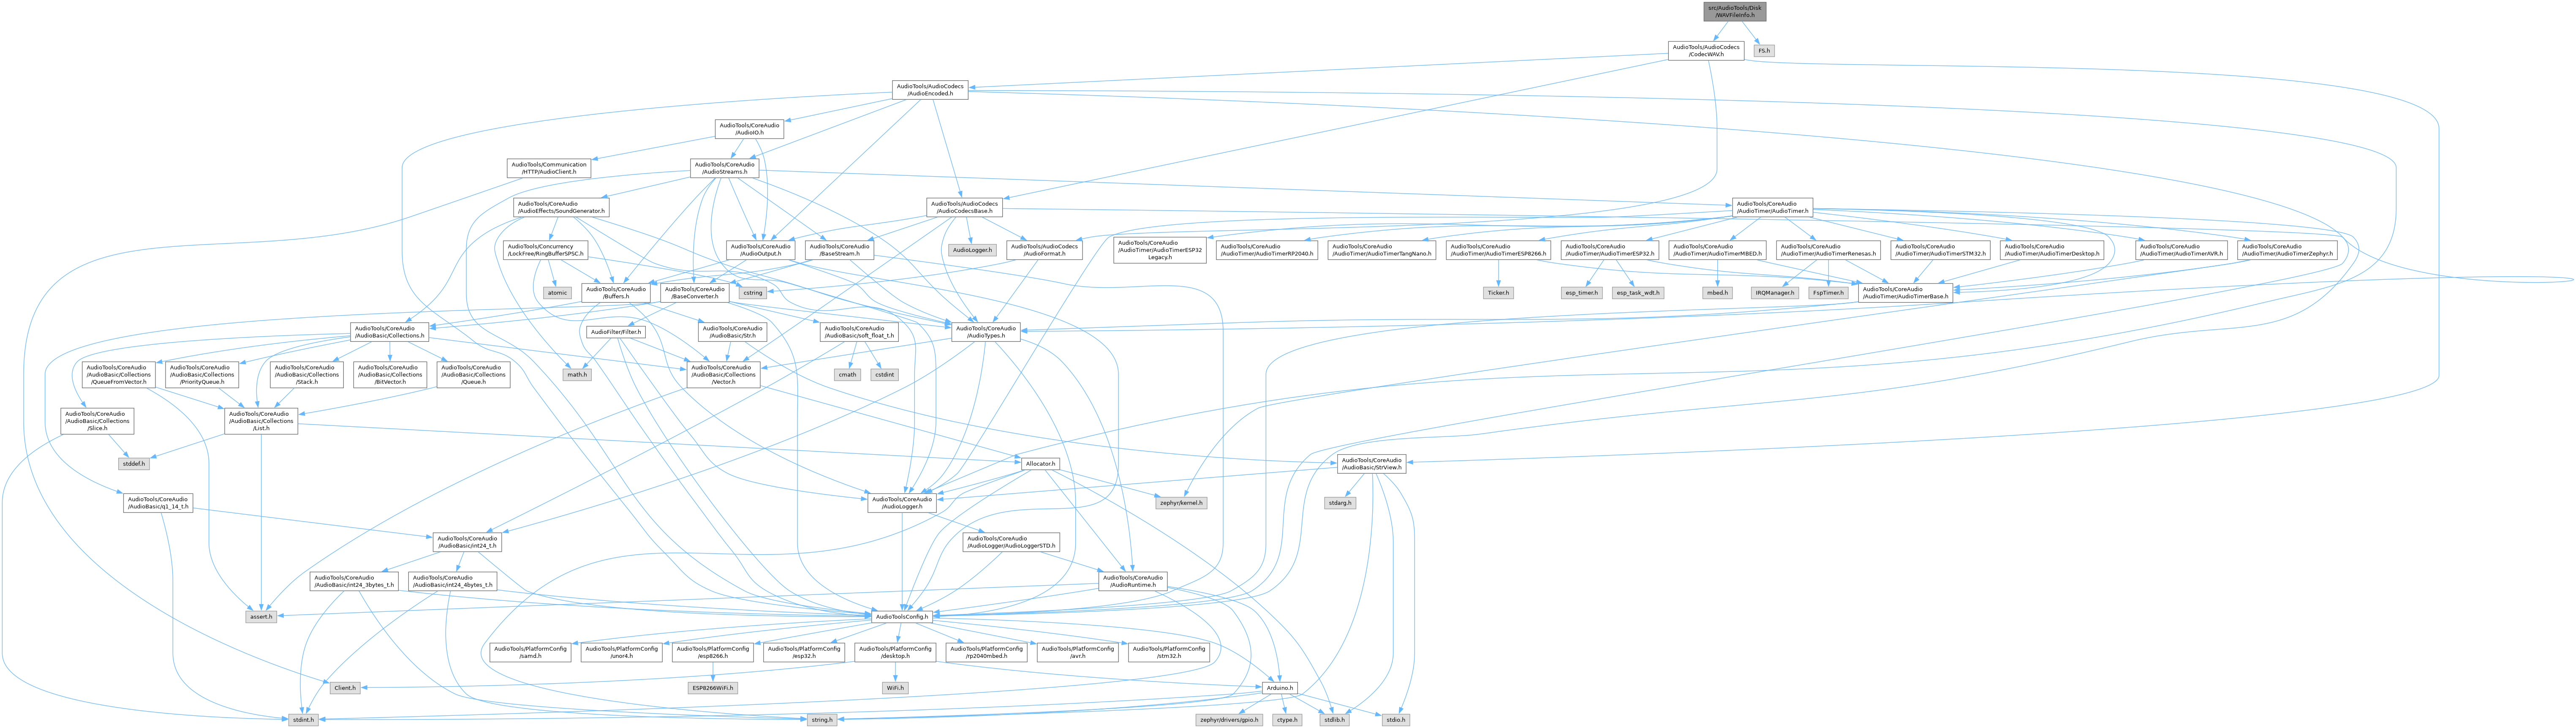 src/AudioTools/Disk
/WAVFileInfo.h
AudioTools/AudioCodecs
/CodecWAV.h
FS.h
AudioTools/AudioCodecs
/AudioEncoded.h
AudioTools/CoreAudio
/AudioIO.h
AudioTools/Communication
/HTTP/AudioClient.h
AudioTools/CoreAudio
/AudioStreams.h
AudioTools/CoreAudio
/AudioEffects/SoundGenerator.h
AudioTools/AudioCodecs
/AudioCodecsBase.h
AudioTools/CoreAudio
/AudioTimer/AudioTimer.h
AudioTools/Concurrency
/LockFree/RingBufferSPSC.h
AudioTools/CoreAudio
/AudioOutput.h
AudioTools/CoreAudio
/BaseStream.h
AudioLogger.h
AudioTools/AudioCodecs
/AudioFormat.h
AudioTools/CoreAudio
/AudioTimer/AudioTimerESP32
Legacy.h
AudioTools/CoreAudio
/AudioTimer/AudioTimerRP2040.h
AudioTools/CoreAudio
/AudioTimer/AudioTimerTangNano.h
AudioTools/CoreAudio
/AudioTimer/AudioTimerESP8266.h
AudioTools/CoreAudio
/AudioTimer/AudioTimerESP32.h
AudioTools/CoreAudio
/AudioTimer/AudioTimerMBED.h
AudioTools/CoreAudio
/AudioTimer/AudioTimerRenesas.h
AudioTools/CoreAudio
/AudioTimer/AudioTimerSTM32.h
AudioTools/CoreAudio
/AudioTimer/AudioTimerDesktop.h
AudioTools/CoreAudio
/AudioTimer/AudioTimerAVR.h
AudioTools/CoreAudio
/AudioTimer/AudioTimerZephyr.h
atomic
AudioTools/CoreAudio
/Buffers.h
AudioTools/CoreAudio
/BaseConverter.h
cstring
Ticker.h
esp_timer.h
esp_task_wdt.h
mbed.h
IRQManager.h
FspTimer.h
AudioTools/CoreAudio
/AudioTimer/AudioTimerBase.h
AudioTools/CoreAudio
/AudioBasic/Collections.h
AudioFilter/Filter.h
AudioTools/CoreAudio
/AudioBasic/Str.h
AudioTools/CoreAudio
/AudioBasic/soft_float_t.h
AudioTools/CoreAudio
/AudioTypes.h
AudioTools/CoreAudio
/AudioBasic/Collections
/QueueFromVector.h
AudioTools/CoreAudio
/AudioBasic/Collections
/PriorityQueue.h
AudioTools/CoreAudio
/AudioBasic/Collections
/Stack.h
AudioTools/CoreAudio
/AudioBasic/Collections
/BitVector.h
AudioTools/CoreAudio
/AudioBasic/Collections
/Queue.h
math.h
AudioTools/CoreAudio
/AudioBasic/Collections
/Vector.h
cmath
cstdint
AudioTools/CoreAudio
/AudioBasic/Collections
/Slice.h
AudioTools/CoreAudio
/AudioBasic/Collections
/List.h
stddef.h
Allocator.h
AudioTools/CoreAudio
/AudioBasic/StrView.h
AudioTools/CoreAudio
/AudioBasic/q1_14_t.h
AudioTools/CoreAudio
/AudioLogger.h
zephyr/kernel.h
stdarg.h
AudioTools/CoreAudio
/AudioBasic/int24_t.h
AudioTools/CoreAudio
/AudioLogger/AudioLoggerSTD.h
AudioTools/CoreAudio
/AudioBasic/int24_3bytes_t.h
AudioTools/CoreAudio
/AudioBasic/int24_4bytes_t.h
AudioTools/CoreAudio
/AudioRuntime.h
assert.h
AudioToolsConfig.h
AudioTools/PlatformConfig
/samd.h
AudioTools/PlatformConfig
/unor4.h
AudioTools/PlatformConfig
/esp8266.h
AudioTools/PlatformConfig
/esp32.h
AudioTools/PlatformConfig
/desktop.h
AudioTools/PlatformConfig
/rp2040mbed.h
AudioTools/PlatformConfig
/avr.h
AudioTools/PlatformConfig
/stm32.h
Client.h
ESP8266WiFi.h
WiFi.h
Arduino.h
stdint.h
string.h
zephyr/drivers/gpio.h
ctype.h
stdlib.h
stdio.h